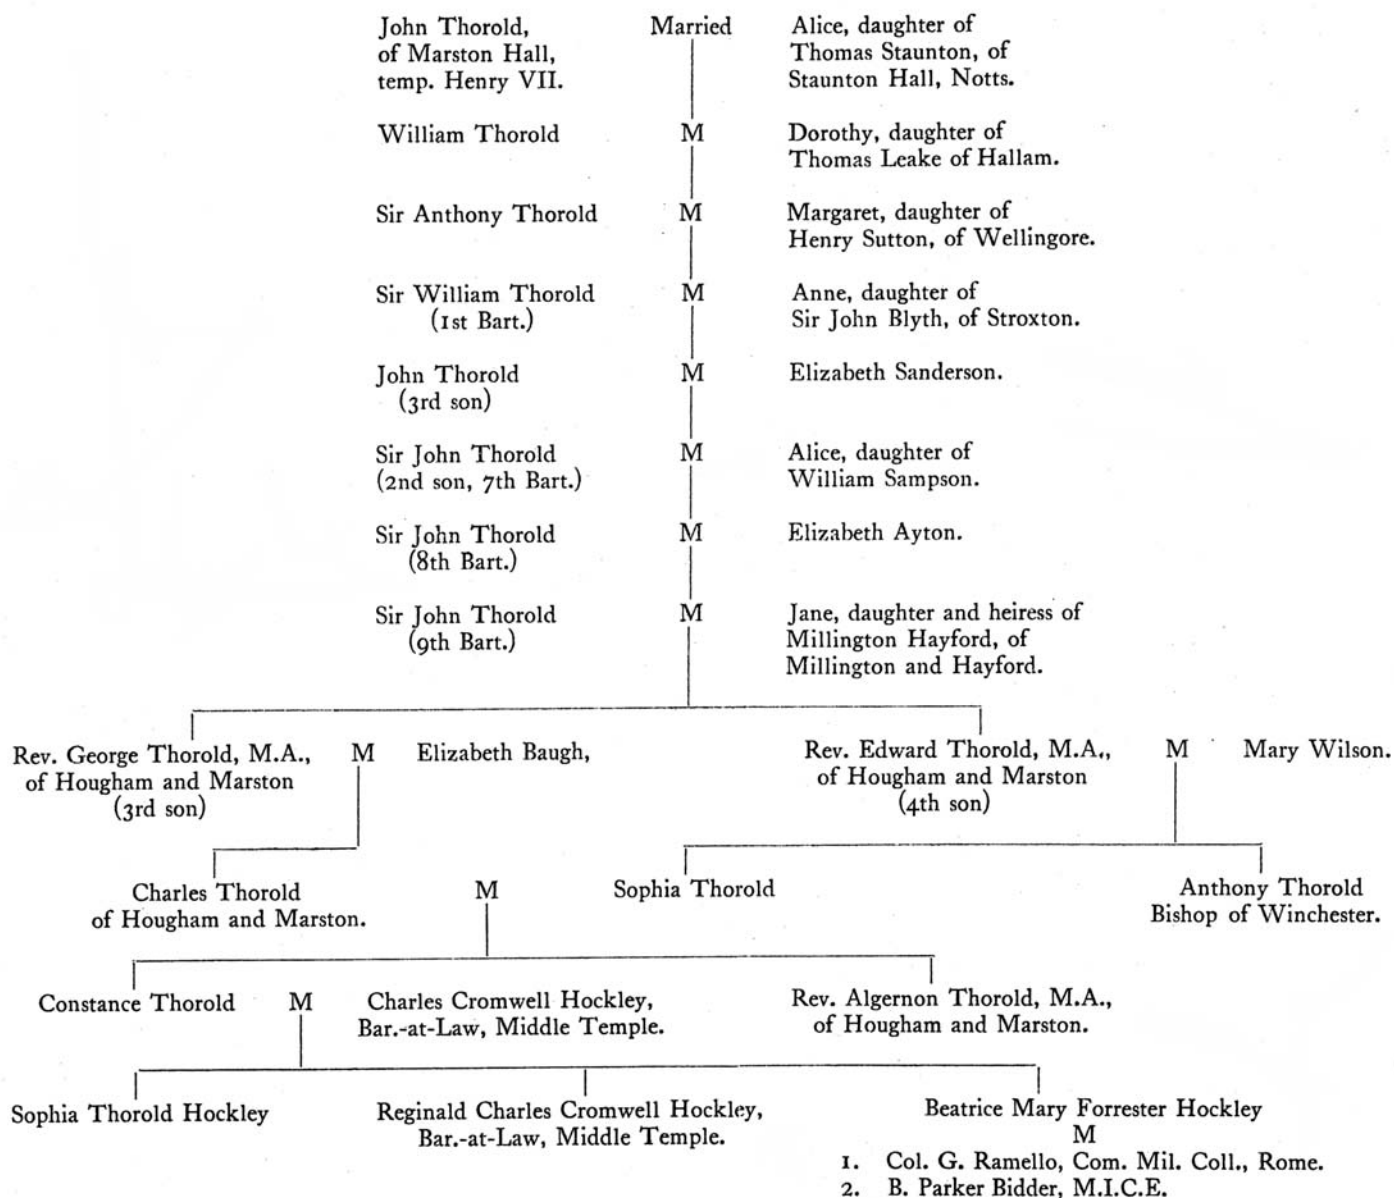 John Thorold, Married Alice, daughter of
of Marston Hall, Thomas Staunton, of
temp. Henry VII. Staunton Hall, Notts.
William Thorold M Dorothy, daughter of
Thomas Leake of Hallam.
Sir Anthony Thorold M Margaret, daughter of
Henry Sutton, of Wellingore.
Sir William Thorold M Anne, daughter of
(1st Bart.) Sir John Blyth, of Stroxton.
John Thorold M Elizabeth Sanderson.
(3rd son)
Sir John Thorold M Alice, daughter of
(2nd son, 7th Bart.) William Sampson.
Sir John Thorold M Elizabeth Ayton.
(8th Bart.)
Sir John Thorold M Jane, daughter and heiress of
(9th Bart.) Millington Hayford, of
Millington and Hayford.
Rev. George Thorold, M.A., M Elizabeth Baugh, Rev. Edward Thorold, M.A., M Mary Wilson.
of Hougham and Marston of Hougham and Marston
(3rd son) (4th son)
Charles Thorold M Sophia Thorold Anthony Thorold
of Hougham and Marston. Bishop of Winchester.
Constance Thorold M Charles Cromwell Hockley, Rev. Algernon Thorold, M.A.,
Bar.-at-Law, Middle Temple. of Hougham and Marston.
Sophia Thorold Hockley Reginald Charles Cromwell Hockley, Beatrice Mary Forrester Hockley
Bar.-at-Law, Middle Temple. M
1. Col. G. Ramello, Com. Mil. Coll., Rome.
2. B. Parker Bidder, M.I.C.E.